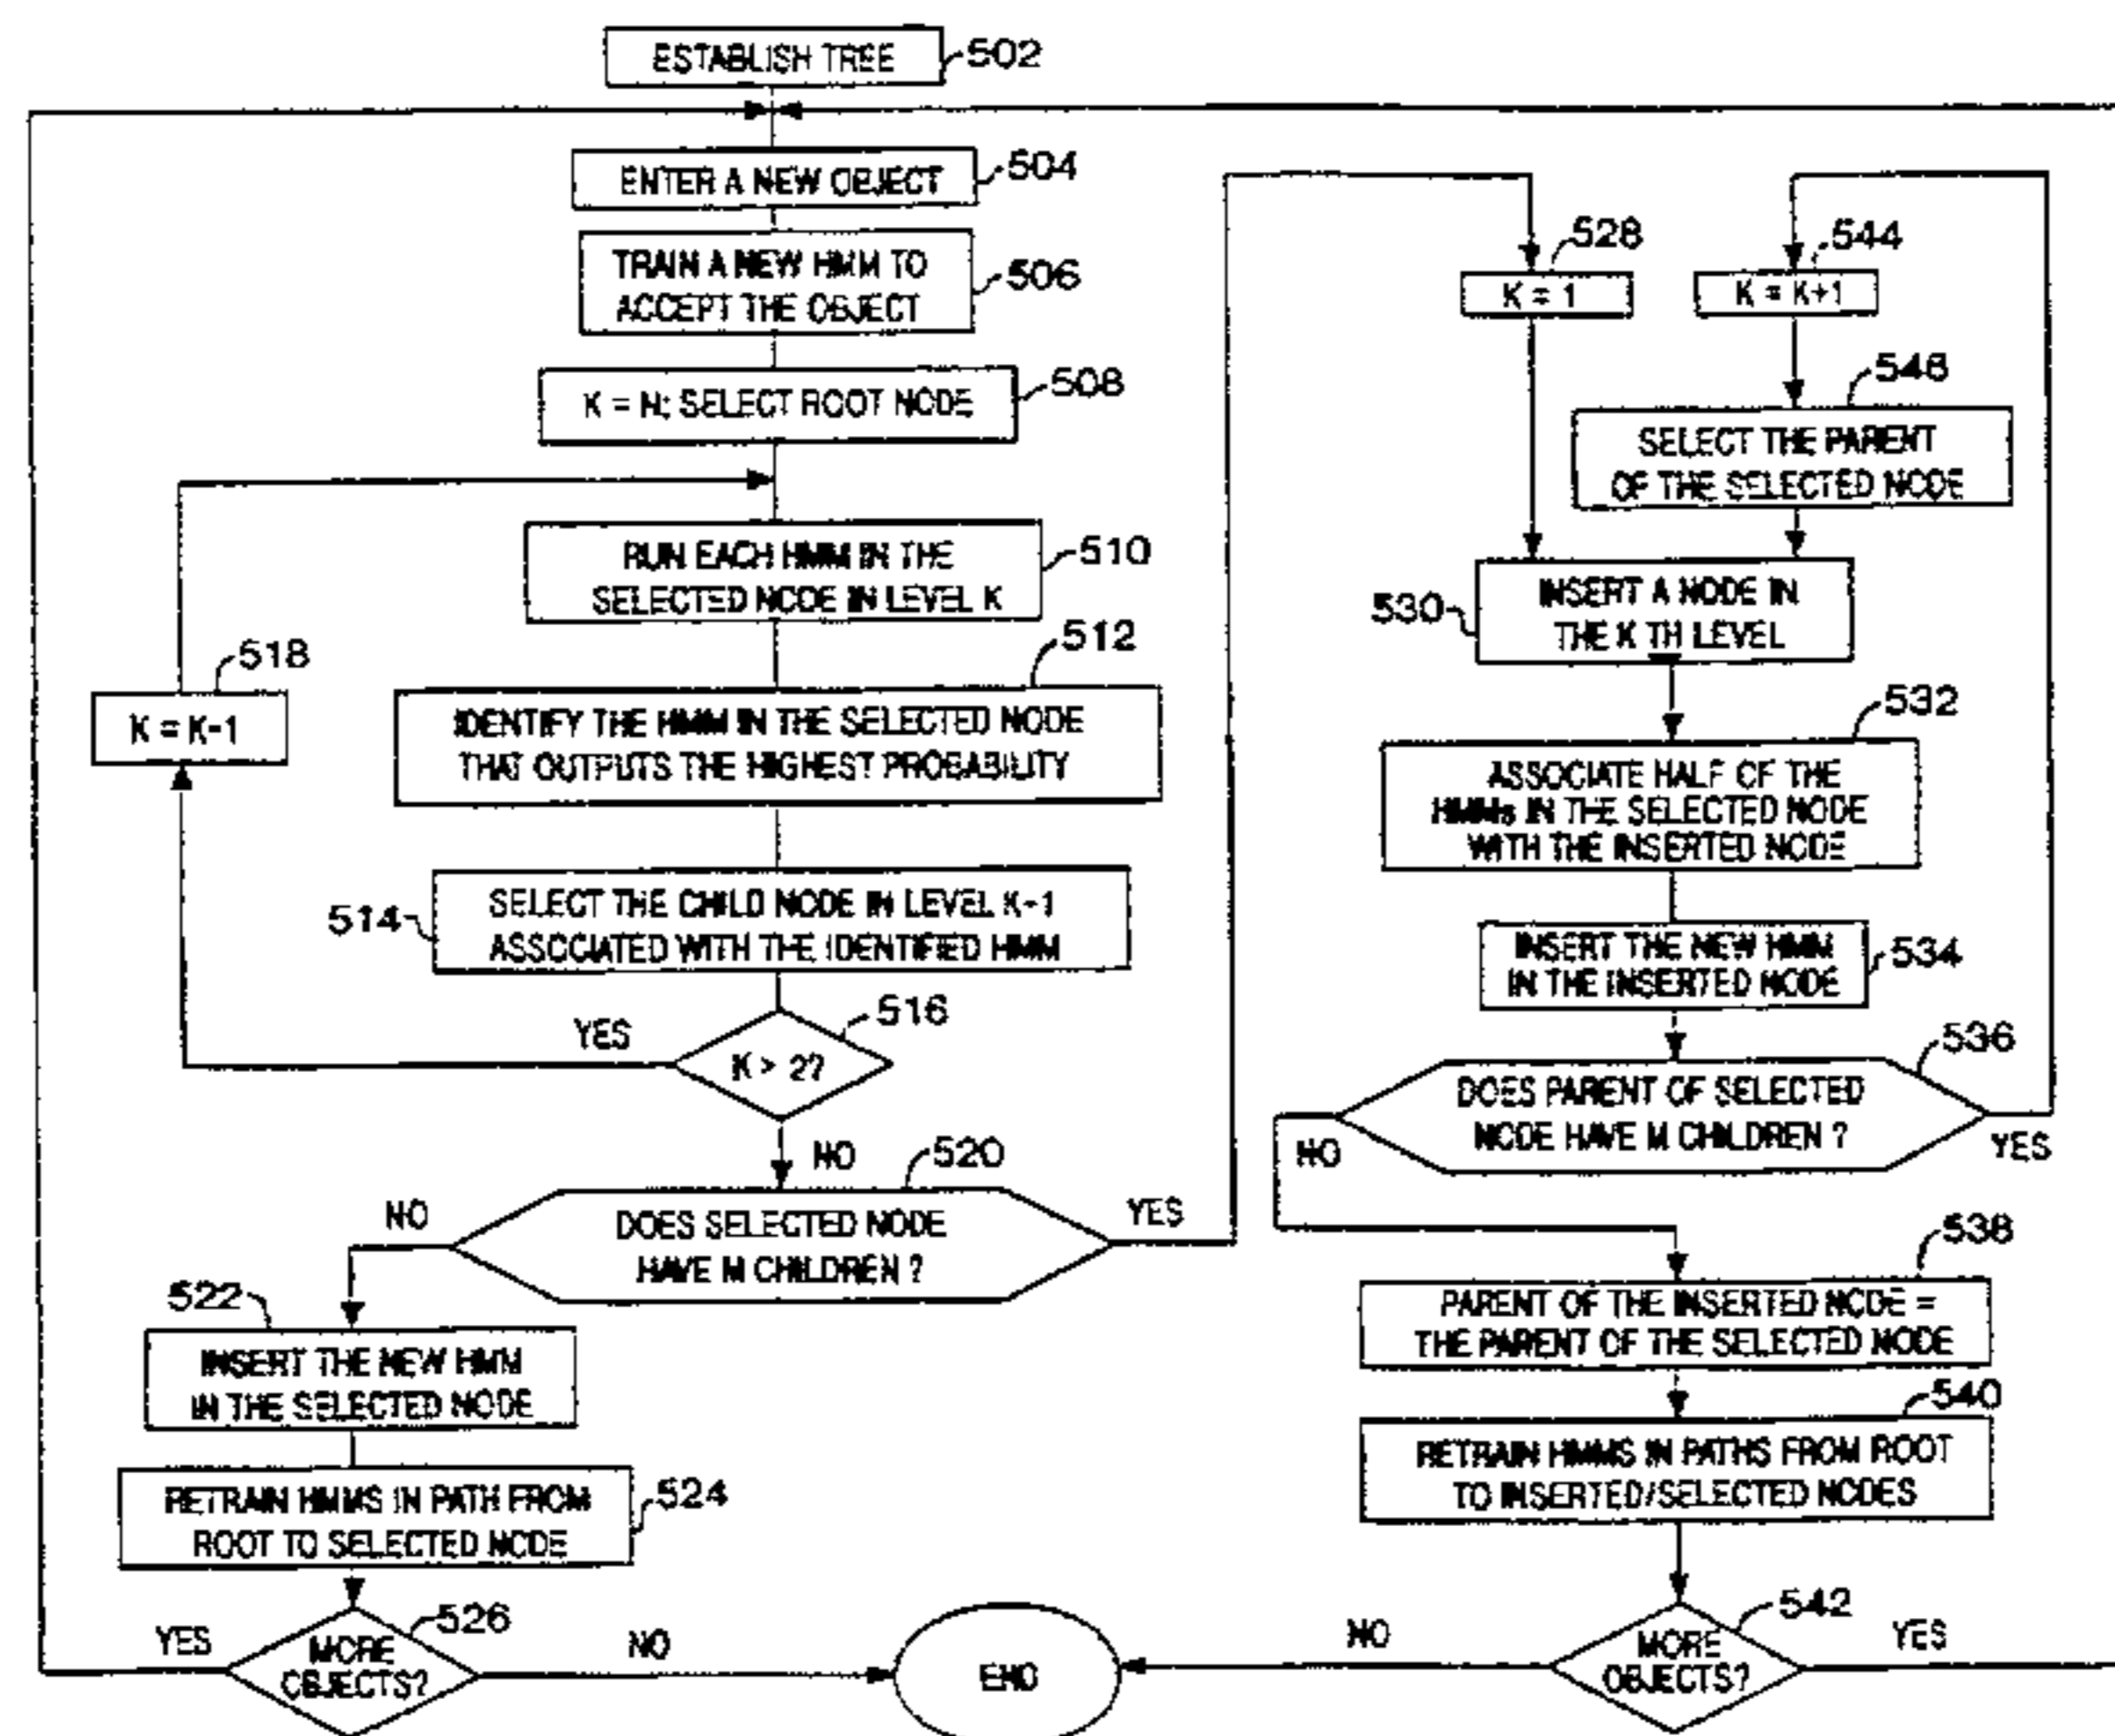 ESTABLISH TREE
502
ENTER A NEW OBJECT
504
TRAIN A NEW HMM TO
ACCEPT THE OBJECT
506
K = N; SELECT ROOT NODE
508
RUN EACH HMM IN THE
SELECTED NODE IN LEVEL K
510
512
IDENTIFY THE HMM IN THE SELECTED NODE
THAT OUTPUTS THE HIGHEST PROBABILITY
518
K = K-1
514
SELECT THE CHILD NODE IN LEVEL K-1
ASSOCIATED WITH THE IDENTIFIED HMM
516
YES
K > 2?
NO
520
DOES SELECTED NODE
HAVE M CHILDREN ?
NO
YES
522
INSERT THE NEW HMM
IN THE SELECTED NODE
RETRAIN HMMS IN PATH FROM
ROOT TO SELECTED NODE
524
526
YES
MORE
OBJECTS?
NO
END
528
K = 1
544
K = K+1
546
SELECT THE PARENT
OF THE SELECTED NODE
530
INSERT A NODE IN
THE K TH LEVEL
532
ASSOCIATE HALF OF THE
HMMs IN THE SELECTED NODE
WITH THE INSERTED NODE
INSERT THE NEW HMM
IN THE INSERTED NODE
534
536
DOES PARENT OF SELECTED
NODE HAVE M CHILDREN ?
NO
YES
538
PARENT OF THE INSERTED NODE =
THE PARENT OF THE SELECTED NODE
540
RETRAIN HMMS IN PATHS FROM ROOT
TO INSERTED/SELECTED NODES
542
NO
MORE
OBJECTS?
YES